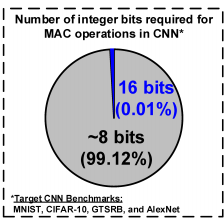 Number of integer bits required for
MAC operations in CNN*
16 bits
(0.01%)
~8 bits
(99.12%)
*Target CNN Benchmarks:
MNIST, CIFAR-10, GTSRB, and AlexNet